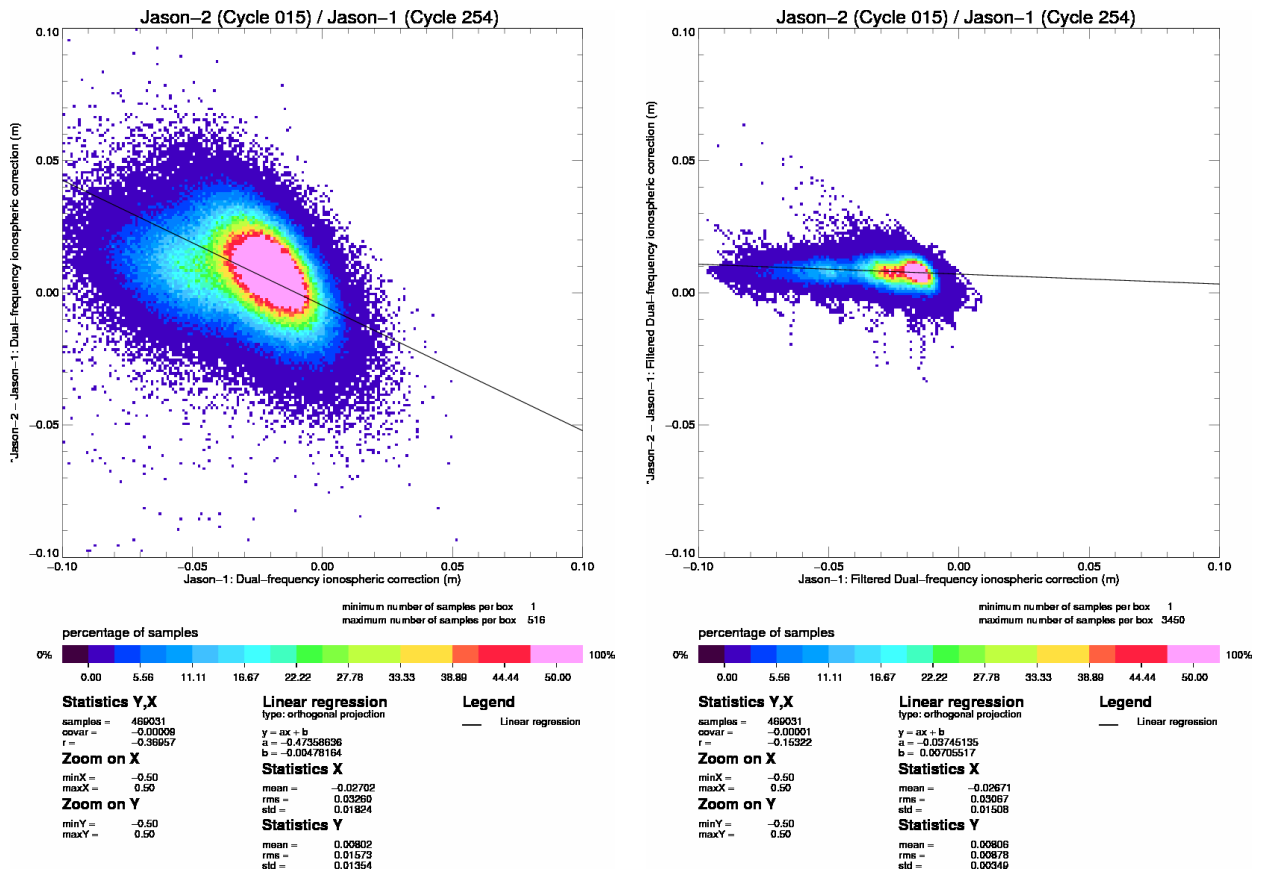 Jason−2 (Cycle 015) / Jason−1 (Cycle 254)
0.10
0.05
0.00
−0.05
−0.10
"Jason−2 − Jason−1: Dual−frequency ionospheric correction (m)
−0.10 −0.05 0.00 0.05 0.10
Jason−1: Dual−frequency ionospheric correction (m)
minimum number of samples per box 1
maximum number of samples per box 516
percentage of samples
0% 100%
0.00 5.56 11.11 16.67 22.22 27.78 33.33 38.89 44.44 50.00
Statistics Y,X
samples = 469031
covar = −0.00009
r = −0.36957
Zoom on X
minX = −0.50
maxX = 0.50
Zoom on Y
minY = −0.50
maxY = 0.50
Linear regression
type: orthogonal projection
y = ax + b
a = −0.47358636
b = −0.00478164
Statistics X
mean = −0.02702
rms = 0.03260
std = 0.01824
Statistics Y
mean = 0.00802
rms = 0.01573
std = 0.01354
Legend
Linear regression
Jason−2 (Cycle 015) / Jason−1 (Cycle 254)
0.10
0.05
0.00
−0.05
−0.10
"Jason−2 − Jason−1: Filtered Dual−frequency ionospheric correction (m)
−0.10 −0.05 0.00 0.05 0.10
Jason−1: Filtered Dual−frequency ionospheric correction (m)
minimum number of samples per box 1
maximum number of samples per box 3450
percentage of samples
0% 100%
0.00 5.56 11.11 16.67 22.22 27.78 33.33 38.89 44.44 50.00
Statistics Y,X
samples = 469031
covar = −0.00001
r = −0.15322
Zoom on X
minX = −0.50
maxX = 0.50
Zoom on Y
minY = −0.50
maxY = 0.50
Linear regression
type: orthogonal projection
y = ax + b
a = −0.03745135
b = 0.00705517
Statistics X
mean = −0.02671
rms = 0.03067
std = 0.01508
Statistics Y
mean = 0.00806
rms = 0.00878
std = 0.00349
Legend
Linear regression